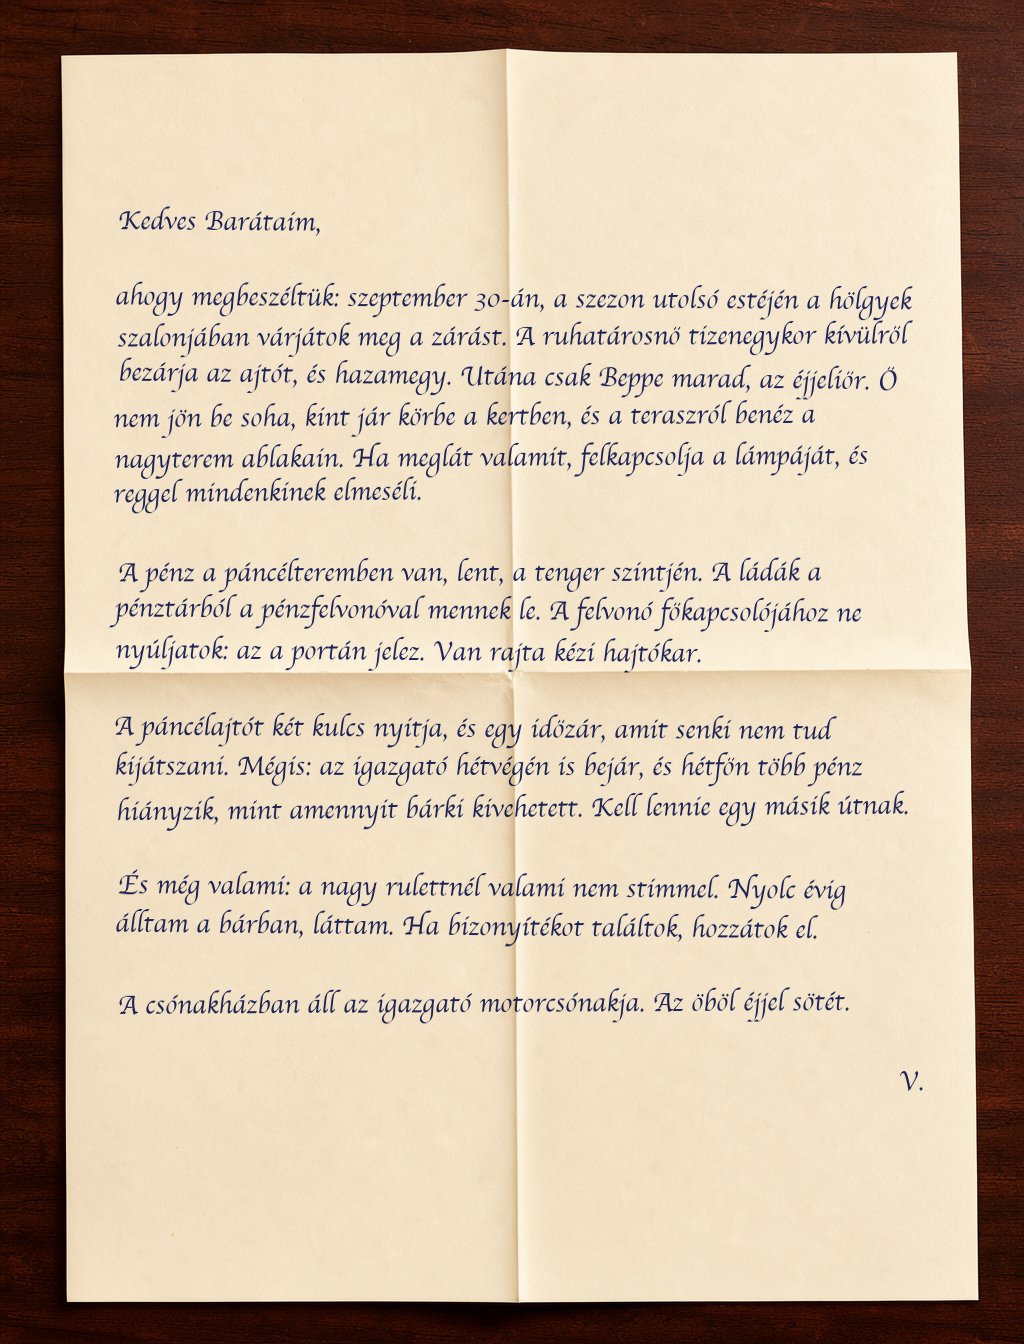 Kedves Barátaim,
ahogy megbeszéltük: szeptember 30-án, a szezon utolsó estéjén a hölgyek
szalonjában várjátok meg a zárást. A ruhatárosnő tizenegykor kívülről
bezárja az ajtót, és hazamegy. Utána csak Beppe marad, az éjjeliőr. Ő
nem jön be soha, kint jár körbe a kertben, és a teraszról benéz a
nagyterem ablakain. Ha meglát valamit, felkapcsolja a lámpáját, és
reggel mindenkinek elmeséli.
A pénz a páncélteremben van, lent, a tenger szintjén. A ládák a
pénztárból a pénzfelvonóval mennek le. A felvonó főkapcsolójához ne
nyúljatok: az a portán jelez. Van rajta kézi hajtókar.
A páncélajtót két kulcs nyitja, és egy időzár, amit senki nem tud
kijátszani. Mégis: az igazgató hétvégén is bejár, és hétfőn több pénz
hiányzik, mint amennyit bárki kivehetett. Kell lennie egy másik útnak.
És még valami: a nagy rulettnél valami nem stimmel. Nyolc évig
álltam a bárban, láttam. Ha bizonyítékot találtok, hozzátok el.
A csónakházban áll az igazgató motorcsónakja. Az öböl éjjel sötét.
V.